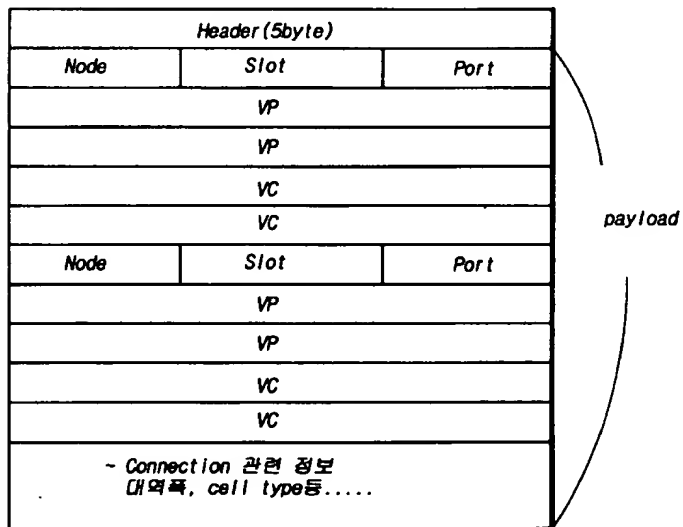 Header(5byte)
Node Slot Port
VP
VP
VC
VC
payload
Node Slot Port
VP
VP
VC
VC
~ Connection 관련 정보
대역폭, cell type등.....